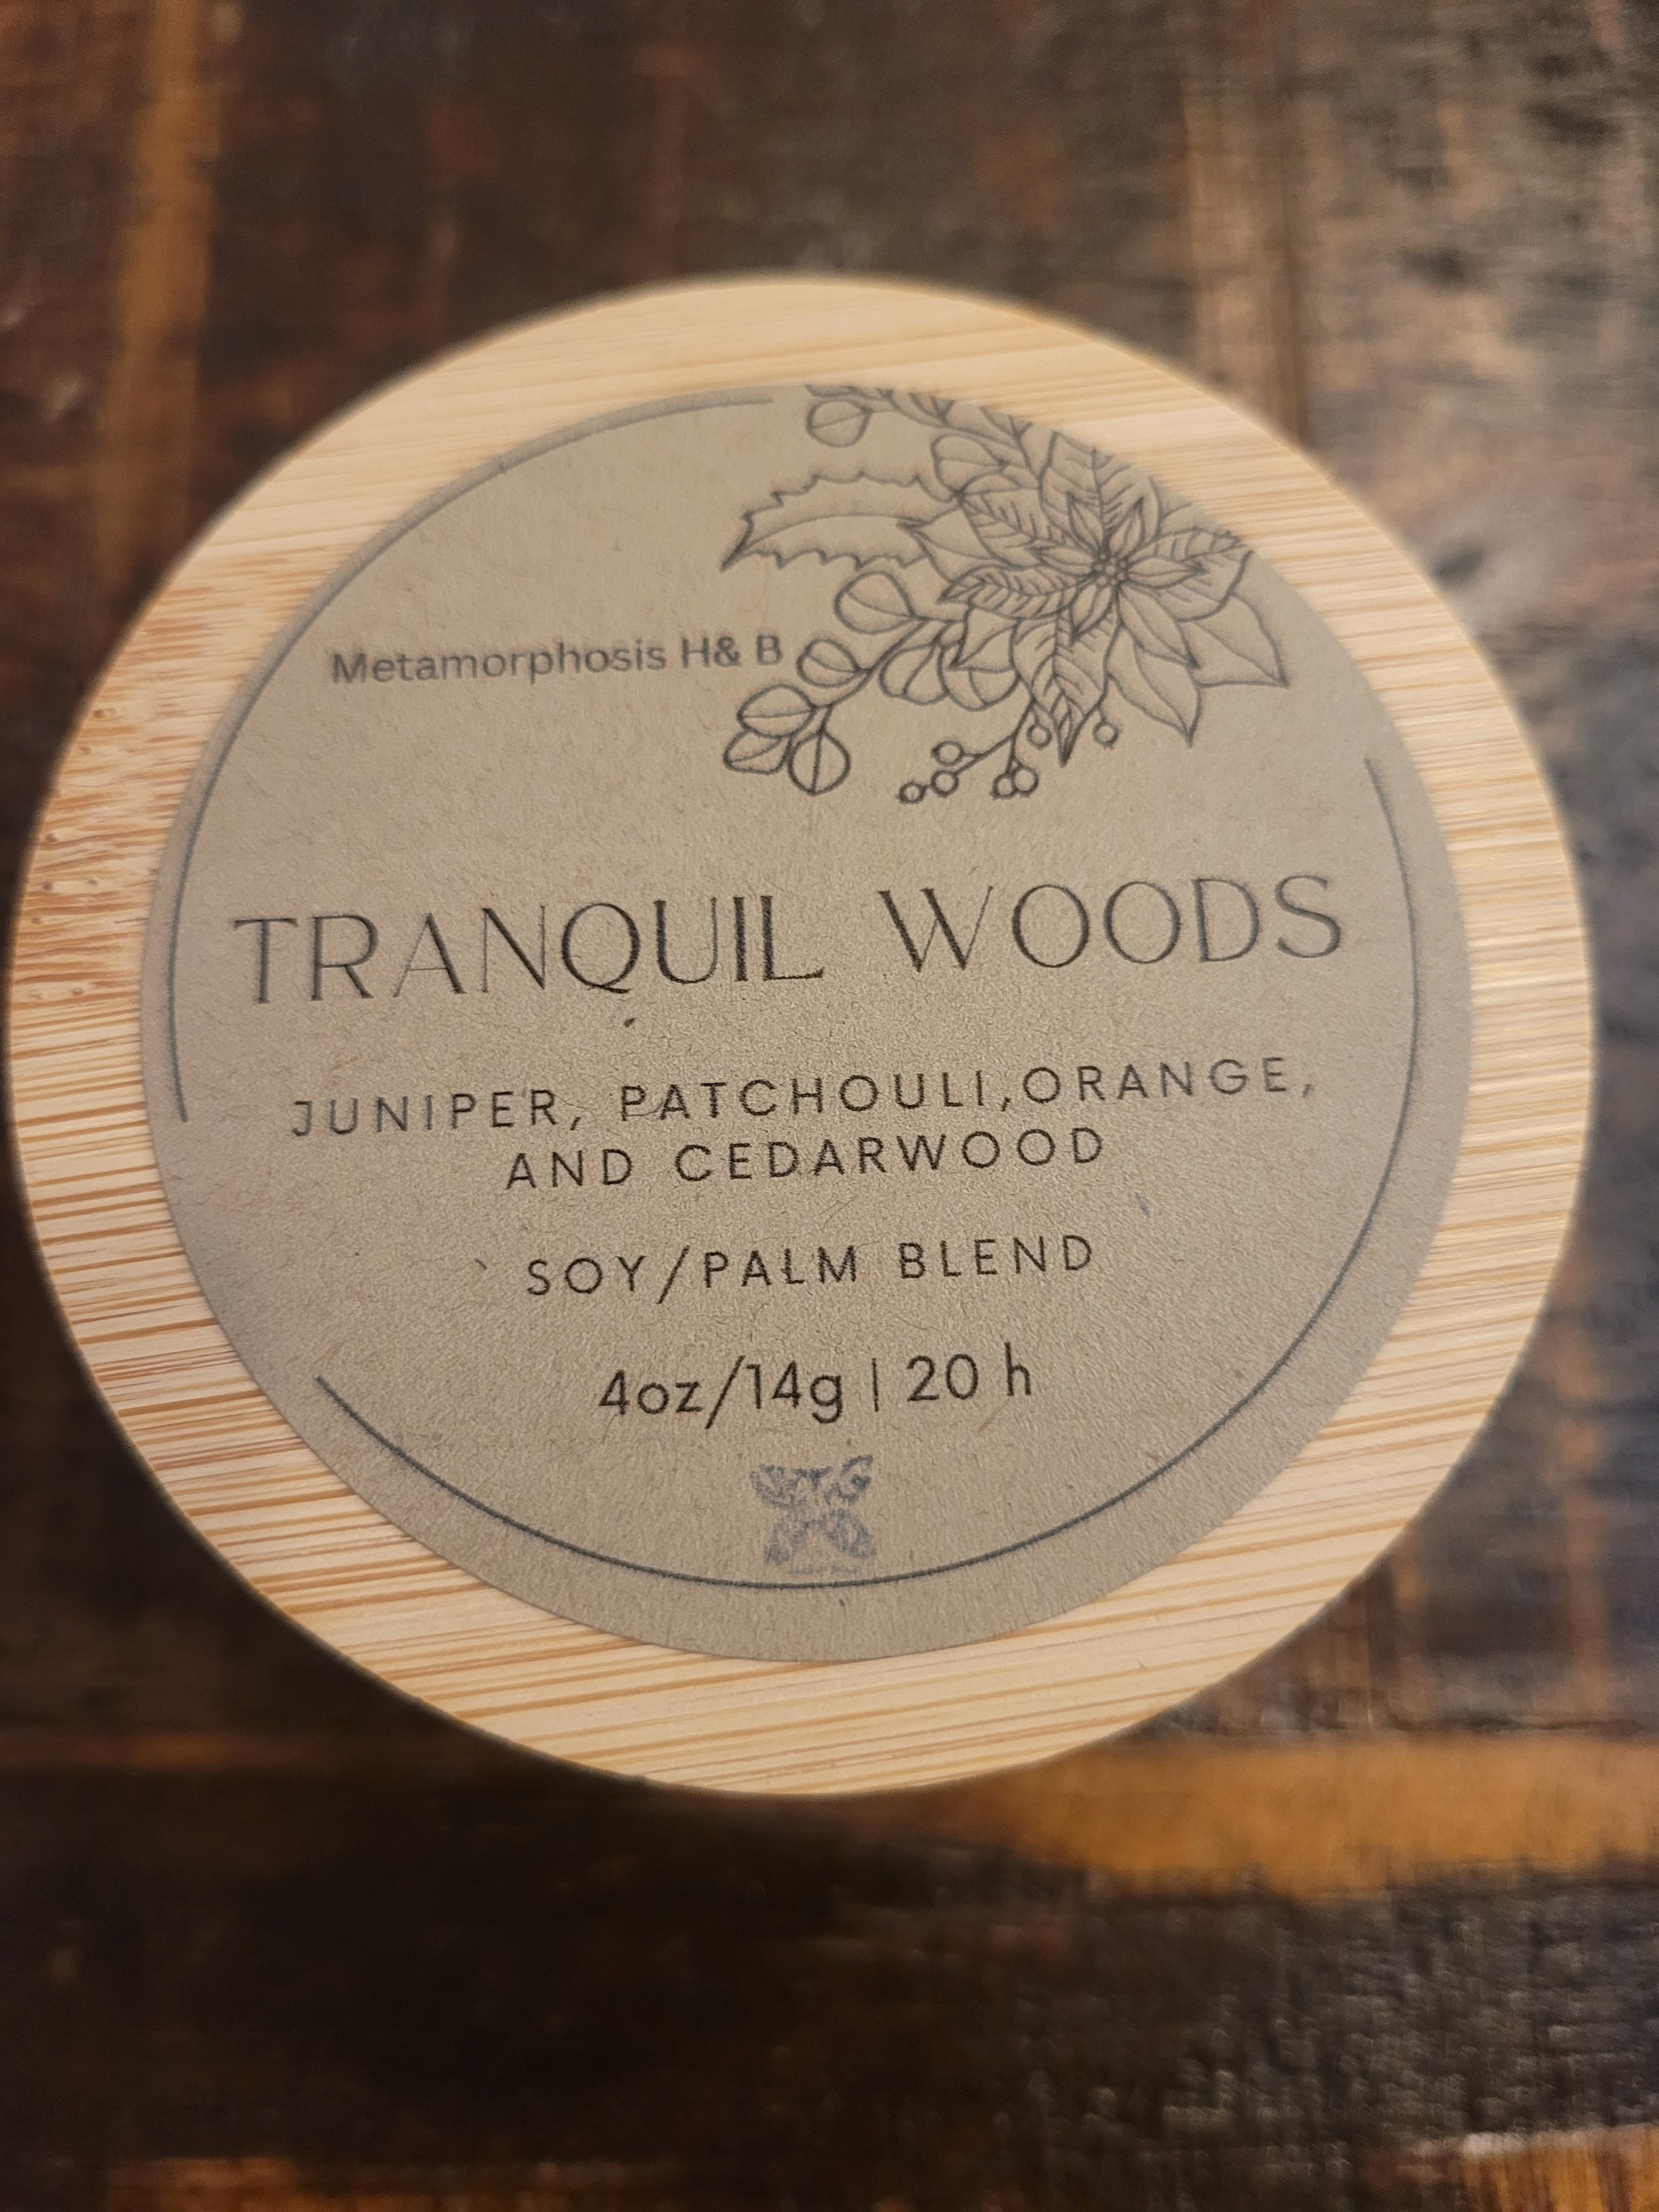 Metamorphosis H& B
TRANQUIL WOODS
JUNIPER, PATCHOULI,ORANGE,
AND CEDARWOOD
SOY/PALM BLEND
4oz/14g | 20 h